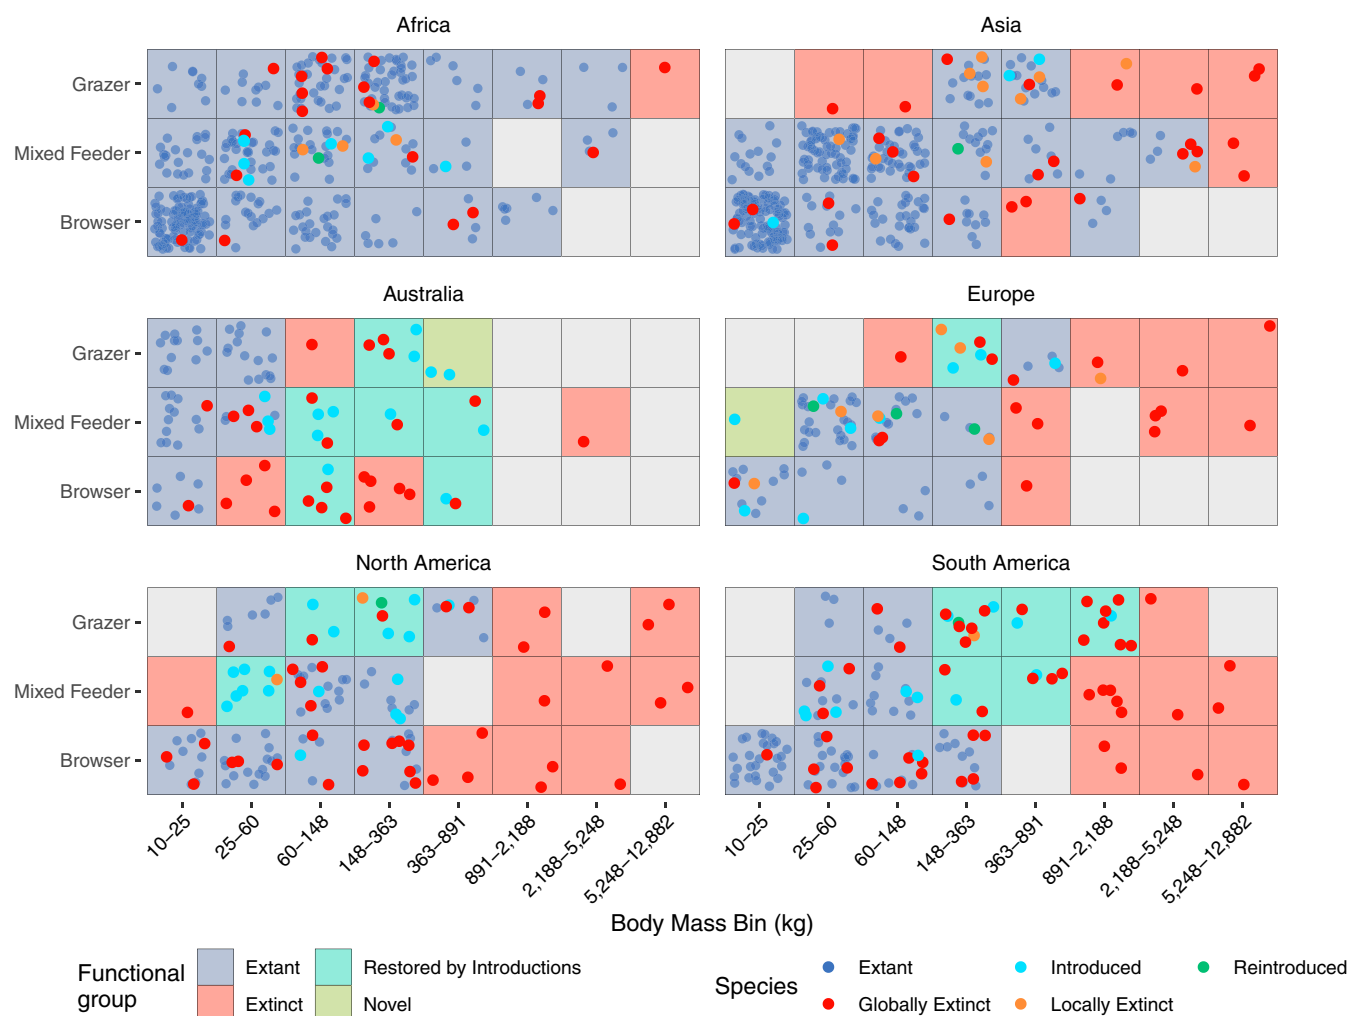 Africa
Asia
Grazer
Mixed Feeder
Browser
Australia
Europe
Grazer
Mixed Feeder
Browser
North America
South America
Grazer
Mixed Feeder
Browser
10–25
25–60
60–148
148–363
363–891
891–2,188
2,188–5,248
5,248–12,882
10–25
25–60
60–148
148–363
363–891
891–2,188
2,188–5,248
5,248–12,882
Body Mass Bin (kg)
Functional
group
Extant
Restored by Introductions
Extinct
Novel
Species
Extant
Introduced
Reintroduced
Globally Extinct
Locally Extinct